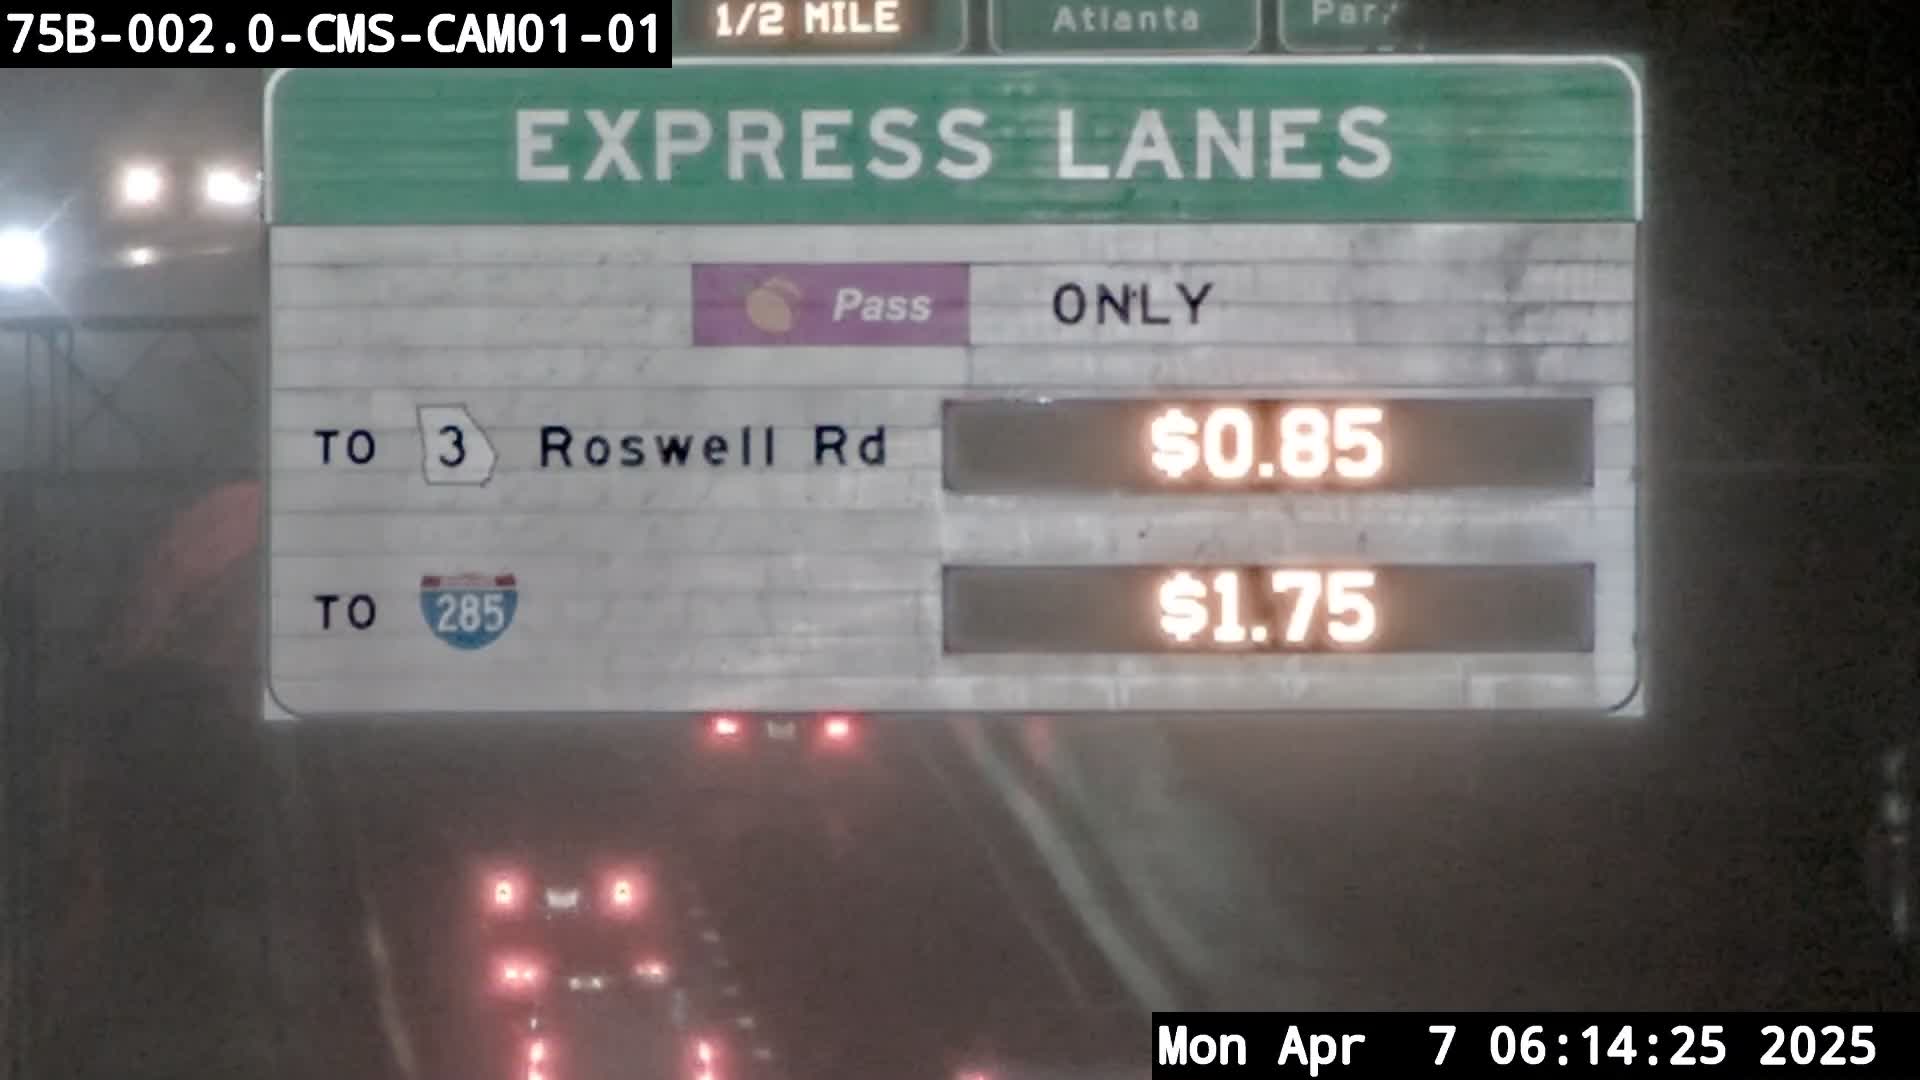 75B-002.0-CMS-CAM01-01
1/2 MILE
Atlanta
EXPRESS LANES
Pass ONLY
TO 3 Roswell Rd $0.85
TO 285 $1.75
Mon Apr 7 06:14:25 2025